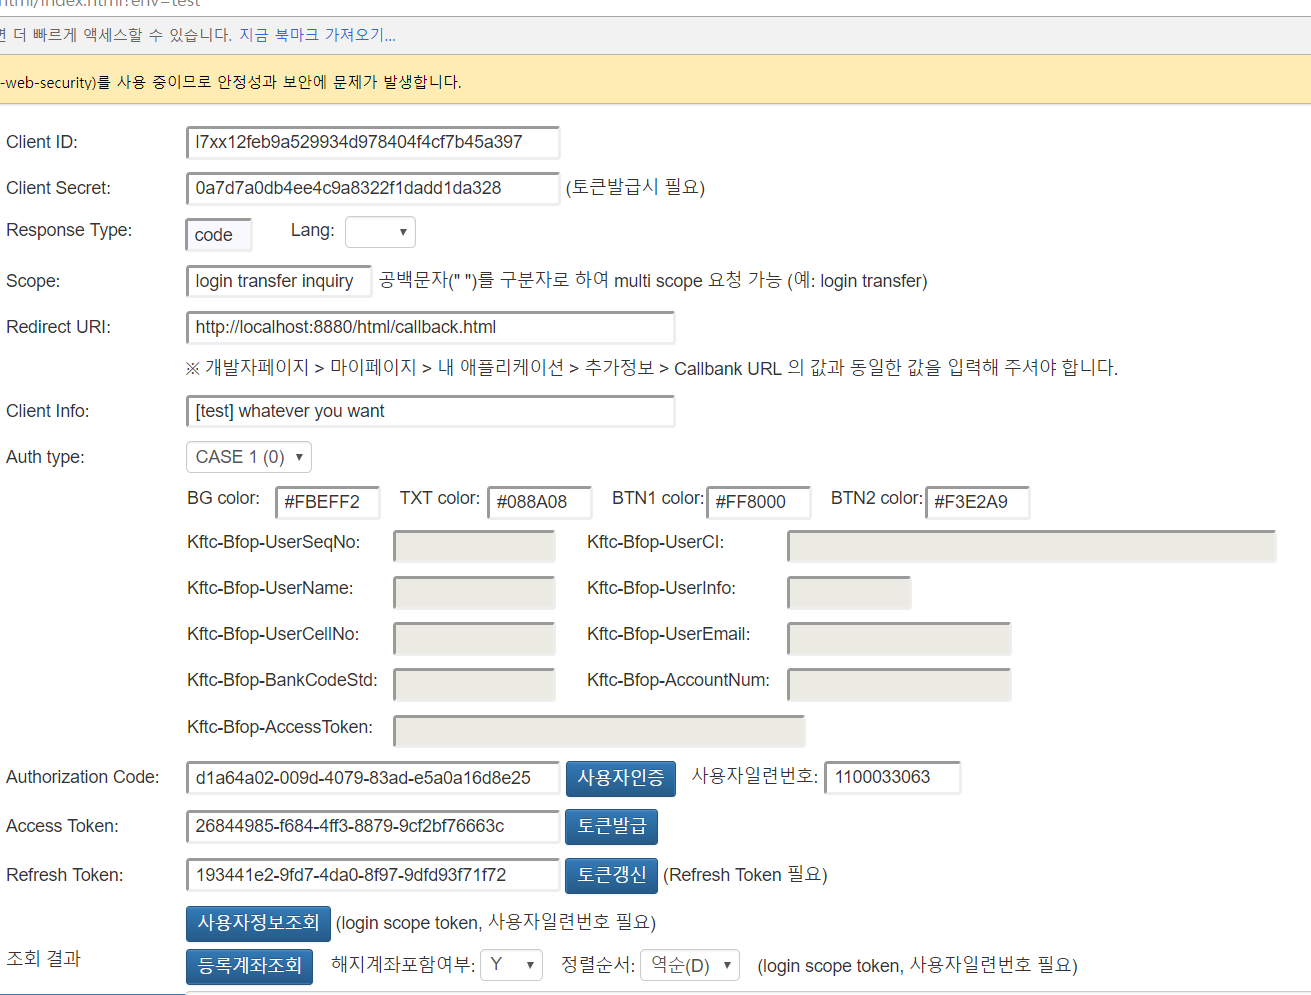 html/index.html?env=test
면 더 빠르게 액세스할 수 있습니다. 지금 북마크 가져오기...
-web-security)를 사용 중이므로 안정성과 보안에 문제가 발생합니다.
Client ID: l7xx12feb9a529934d978404f4cf7b45a397
Client Secret: 0a7d7a0db4ee4c9a8322f1dadd1da328 (토큰발급시 필요)
Response Type: code Lang:
Scope: login transfer inquiry 공백문자(" ")를 구분자로 하여 multi scope 요청 가능 (예: login transfer)
Redirect URI: http://localhost:8880/html/callback.html
※ 개발자페이지 > 마이페이지 > 내 애플리케이션 > 추가정보 > Callbank URL 의 값과 동일한 값을 입력해 주셔야 합니다.
Client Info: [test] whatever you want
Auth type: CASE 1 (0)
BG color: #FBEFF2 TXT color: #088A08 BTN1 color: #FF8000 BTN2 color: #F3E2A9
Kftc-Bfop-UserSeqNo: Kftc-Bfop-UserCI:
Kftc-Bfop-UserName: Kftc-Bfop-UserInfo:
Kftc-Bfop-UserCellNo: Kftc-Bfop-UserEmail:
Kftc-Bfop-BankCodeStd: Kftc-Bfop-AccountNum:
Kftc-Bfop-AccessToken:
Authorization Code: d1a64a02-009d-4079-83ad-e5a0a16d8e25 사용자인증 사용자일련번호: 1100033063
Access Token: 26844985-f684-4ff3-8879-9cf2bf76663c 토큰발급
Refresh Token: 193441e2-9fd7-4da0-8f97-9dfd93f71f72 토큰갱신 (Refresh Token 필요)
사용자정보조회 (login scope token, 사용자일련번호 필요)
조회 결과
등록계좌조회 해지계좌포함여부: Y 정렬순서: 역순(D) (login scope token, 사용자일련번호 필요)